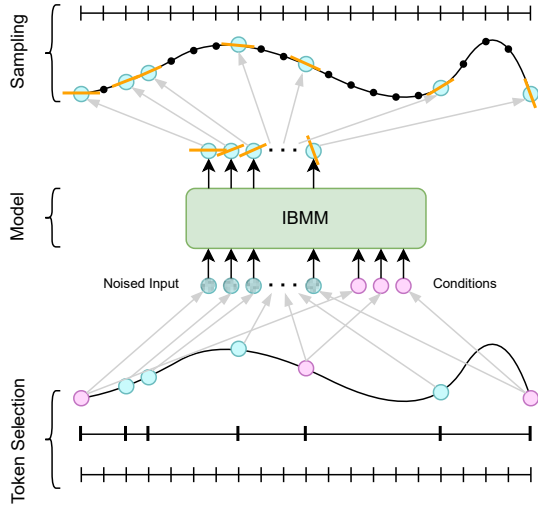 Sampling
Model
IBMM
Noised Input
Conditions
Token Selection